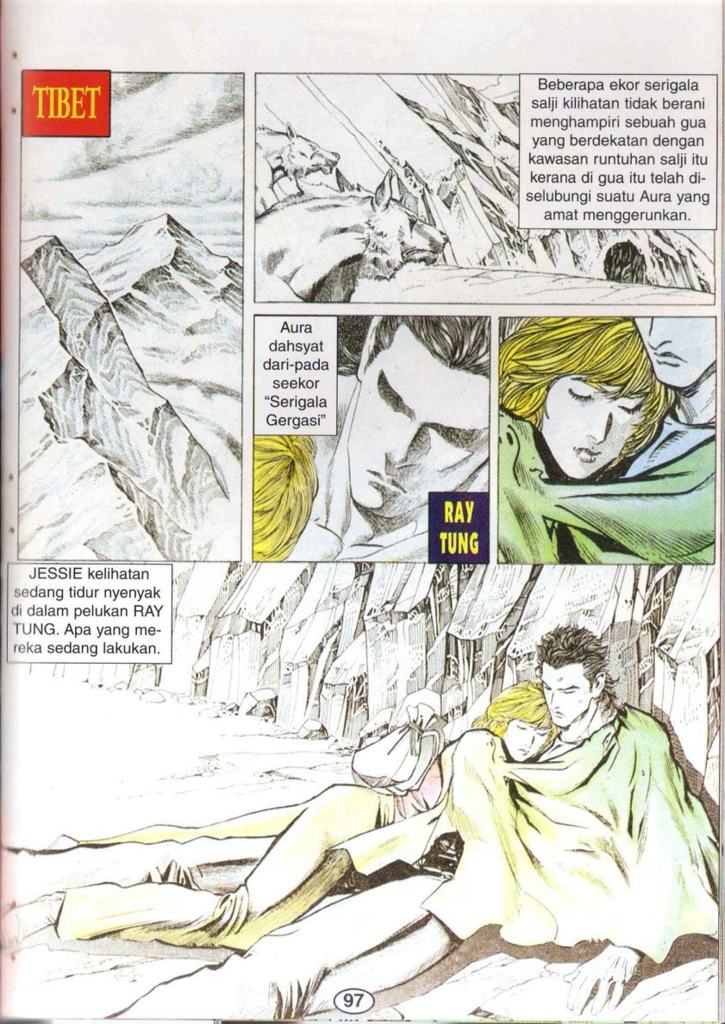 TIBET
Beberapa ekor serigala
salji kilihatan tidak berani
menghampiri sebuah gua
yang berdekatan dengan
kawasan runtuhan salji itu
kerana di gua itu telah di-
selubungi suatu Aura yang
amat menggerunkan.
Aura
dahsyat
dari-pada
seekor
“Serigala
Gergasi”
RAY
TUNG
JESSIE kelihatan
sedang tidur nyenyak
di dalam pelukan RAY
TUNG. Apa yang me-
reka sedang lakukan.
97